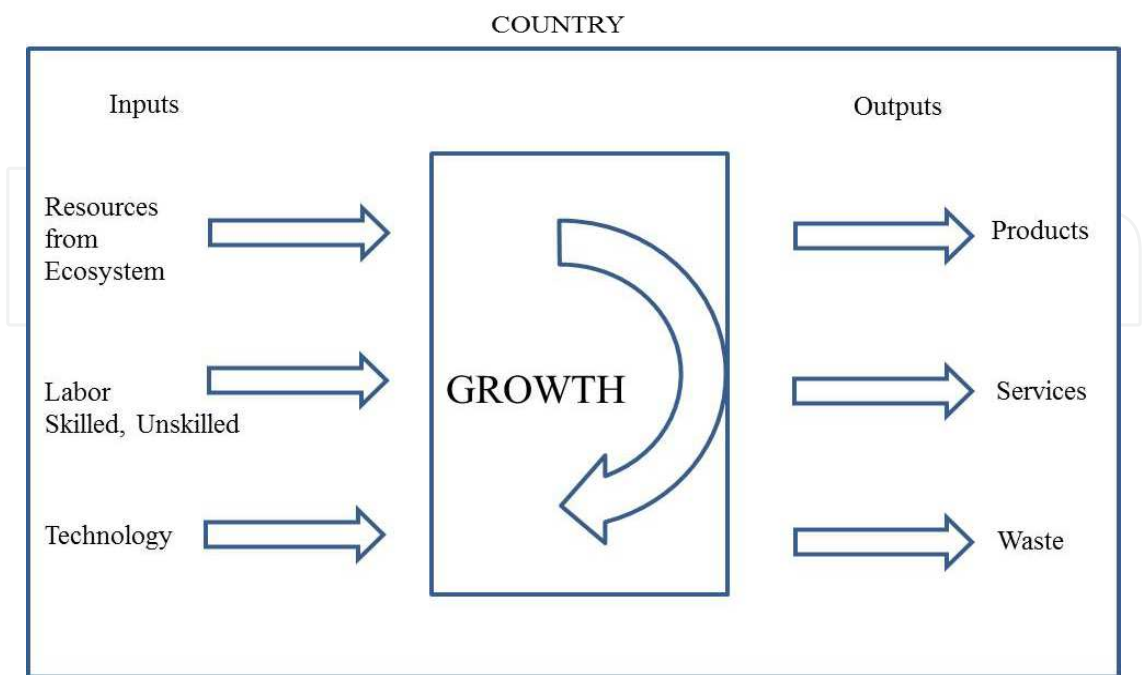 COUNTRY
Inputs
Outputs
Resources
from
Ecosystem
Products
GROWTH
Labor
Skilled, Unskilled
Services
Technology
Waste